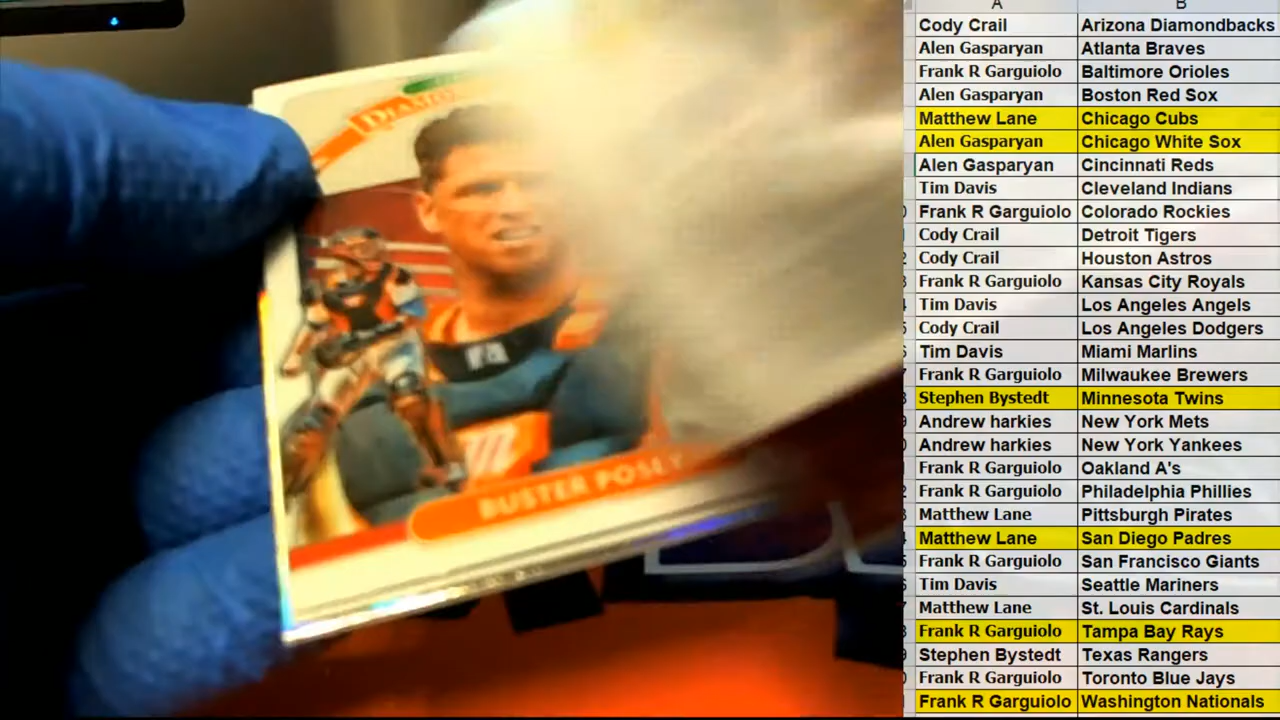 A B
Cody Crail Arizona Diamondbacks
Alen Gasparyan Atlanta Braves
Frank R Garguiolo Baltimore Orioles
Alen Gasparyan Boston Red Sox
Matthew Lane Chicago Cubs
Alen Gasparyan Chicago White Sox
Alen Gasparyan Cincinnati Reds
Tim Davis Cleveland Indians
Frank R Garguiolo Colorado Rockies
Cody Crail Detroit Tigers
Cody Crail Houston Astros
Frank R Garguiolo Kansas City Royals
Tim Davis Los Angeles Angels
Cody Crail Los Angeles Dodgers
Tim Davis Miami Marlins
Frank R Garguiolo Milwaukee Brewers
Stephen Bystedt Minnesota Twins
Andrew harkies New York Mets
Andrew harkies New York Yankees
Frank R Garguiolo Oakland A's
Frank R Garguiolo Philadelphia Phillies
Matthew Lane Pittsburgh Pirates
Matthew Lane San Diego Padres
Frank R Garguiolo San Francisco Giants
Tim Davis Seattle Mariners
Matthew Lane St. Louis Cardinals
Frank R Garguiolo Tampa Bay Rays
Stephen Bystedt Texas Rangers
Frank R Garguiolo Toronto Blue Jays
Frank R Garguiolo Washington Nationals
BUSTER POSEY